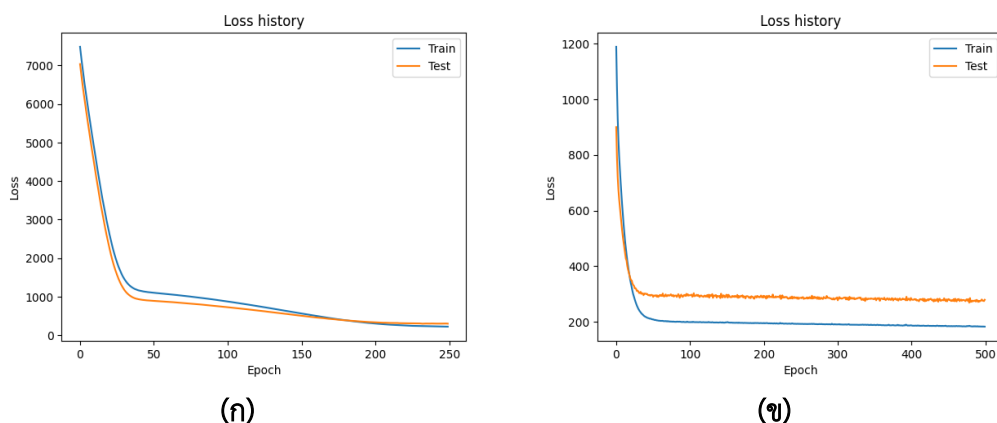 Loss history
Train
Test
7000
6000
5000
4000
3000
2000
1000
0
Loss
0 50 100 150 200 250
Epoch
(ก)
Loss history
Train
Test
1200
1000
800
600
400
200
Loss
0 100 200 300 400 500
Epoch
(ข)